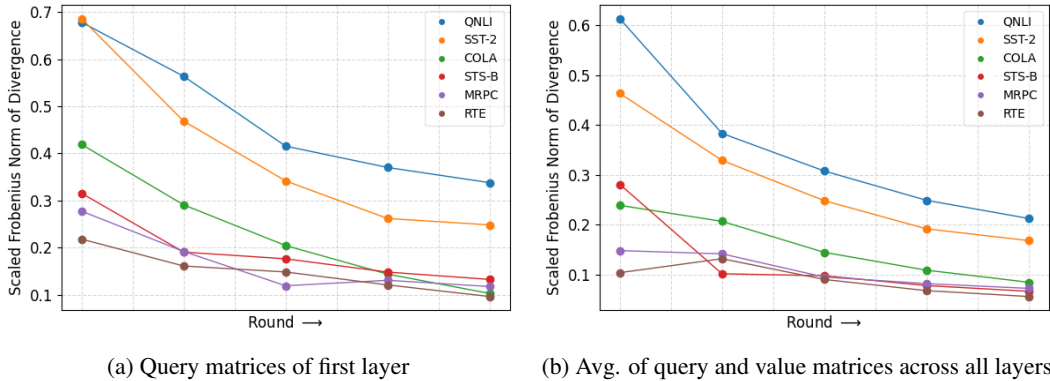 Scaled Frobenius Norm of Divergence
0.7
0.6
0.5
0.4
0.3
0.2
0.1
QNLI
SST-2
COLA
STS-B
MRPC
RTE
Round ⟶
(a) Query matrices of first layer
Scaled Frobenius Norm of Divergence
0.6
0.5
0.4
0.3
0.2
0.1
QNLI
SST-2
COLA
STS-B
MRPC
RTE
Round ⟶
(b) Avg. of query and value matrices across all layers